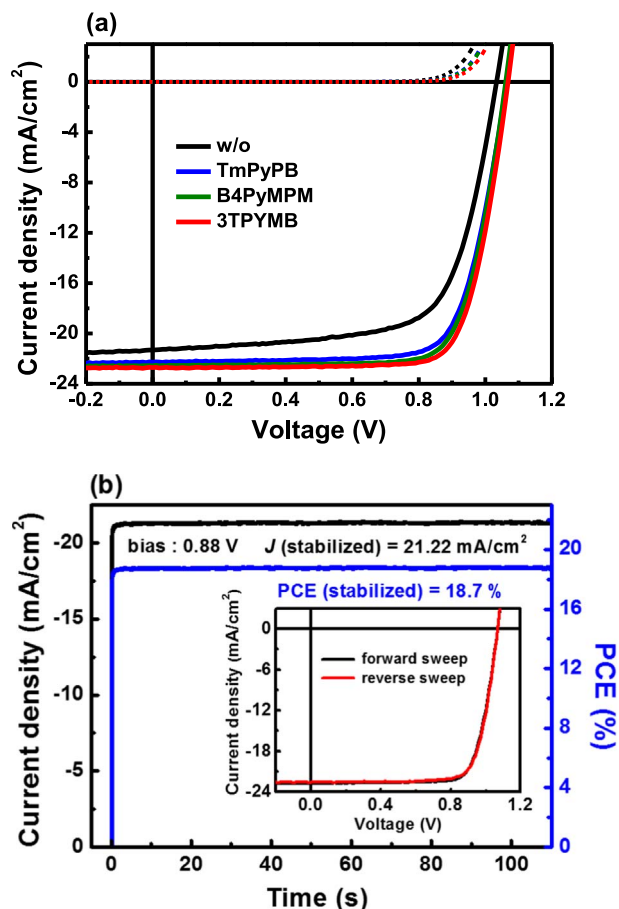 (a)
Current density (mA/cm²)
0
-4
-8
-12
-16
-20
-24
w/o
TmPyPB
B4PyMPM
3TPYMB
-0.2 0.0 0.2 0.4 0.6 0.8 1.0 1.2
Voltage (V)
(b)
Current density (mA/cm²)
-20
-15
-10
-5
0
bias : 0.88 V J (stabilized) = 21.22 mA/cm²
PCE (stabilized) = 18.7 %
Current density (mA/cm²)
0
-6
-12
-18
-24
forward sweep
reverse sweep
0.0 0.4 0.8 1.2
Voltage (V)
20
16
12
8
4
0
PCE (%)
0 20 40 60 80 100
Time (s)